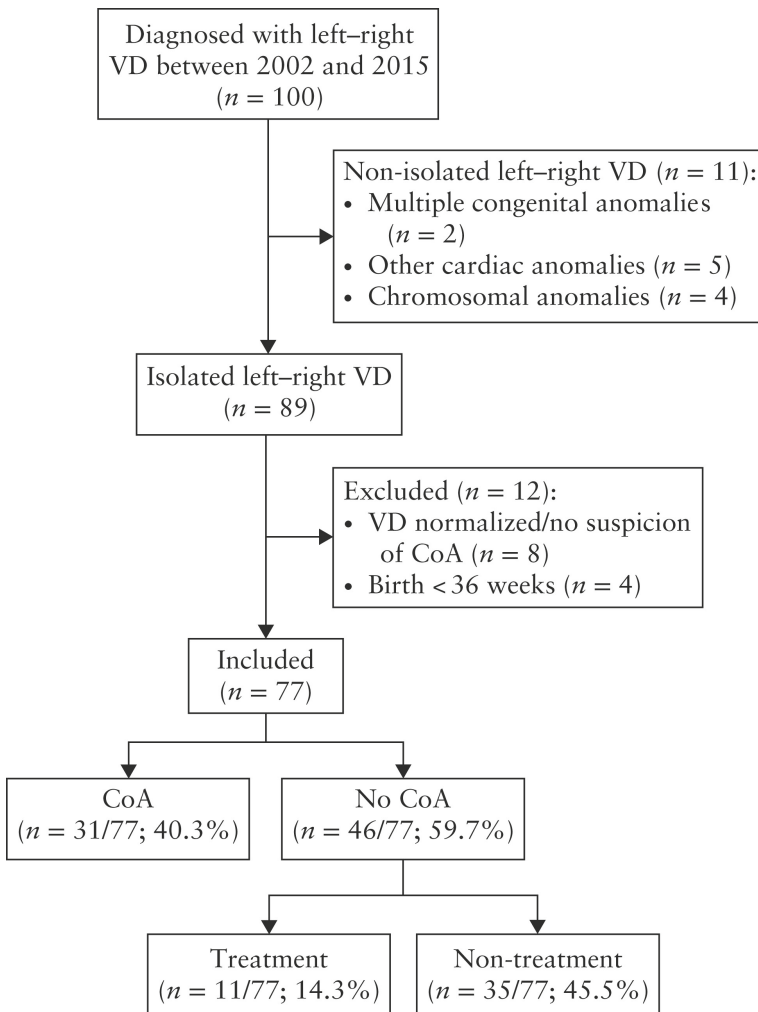 Diagnosed with left–right
VD between 2002 and 2015
(n = 100)
Non-isolated left–right VD (n = 11):
• Multiple congenital anomalies
(n = 2)
• Other cardiac anomalies (n = 5)
• Chromosomal anomalies (n = 4)
Isolated left–right VD
(n = 89)
Excluded (n = 12):
• VD normalized/no suspicion
of CoA (n = 8)
• Birth < 36 weeks (n = 4)
Included
(n = 77)
CoA
(n = 31/77; 40.3%)
No CoA
(n = 46/77; 59.7%)
Treatment
(n = 11/77; 14.3%)
Non-treatment
(n = 35/77; 45.5%)